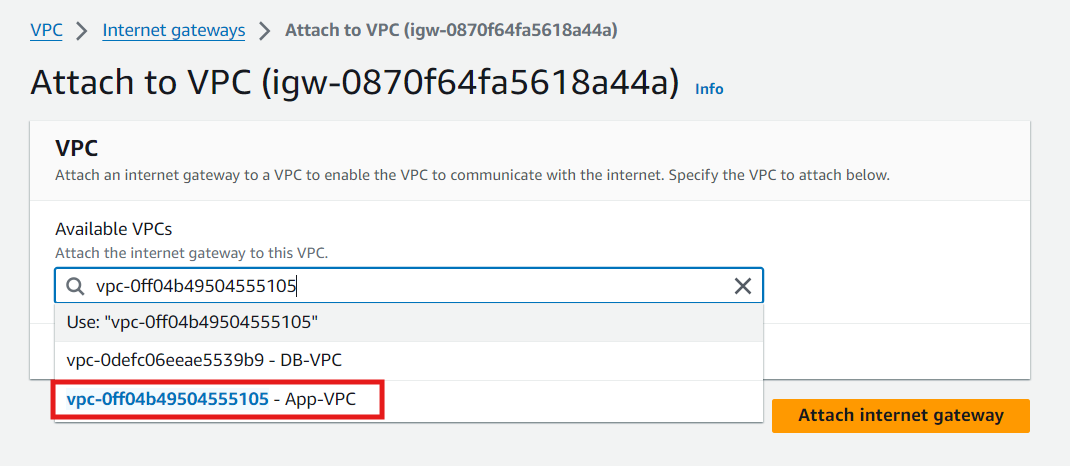 VPC > Internet gateways > Attach to VPC (igw-0870f64fa5618a44a)
Attach to VPC (igw-0870f64fa5618a44a) Info
VPC
Attach an internet gateway to a VPC to enable the VPC to communicate with the internet. Specify the VPC to attach below.
Available VPCs
Attach the internet gateway to this VPC.
vpc-0ff04b49504555105
Use: "vpc-0ff04b49504555105"
vpc-0defc06eeae5539b9 - DB-VPC
vpc-0ff04b49504555105 - App-VPC
Attach internet gateway